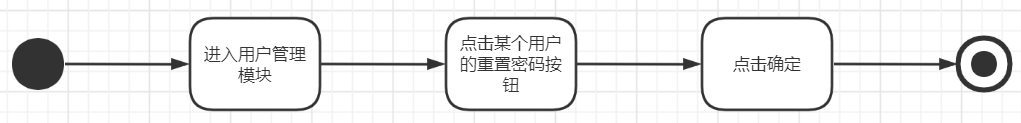 进入用户管理
模块
点击某个用户
的重置密码按
钮
点击确定